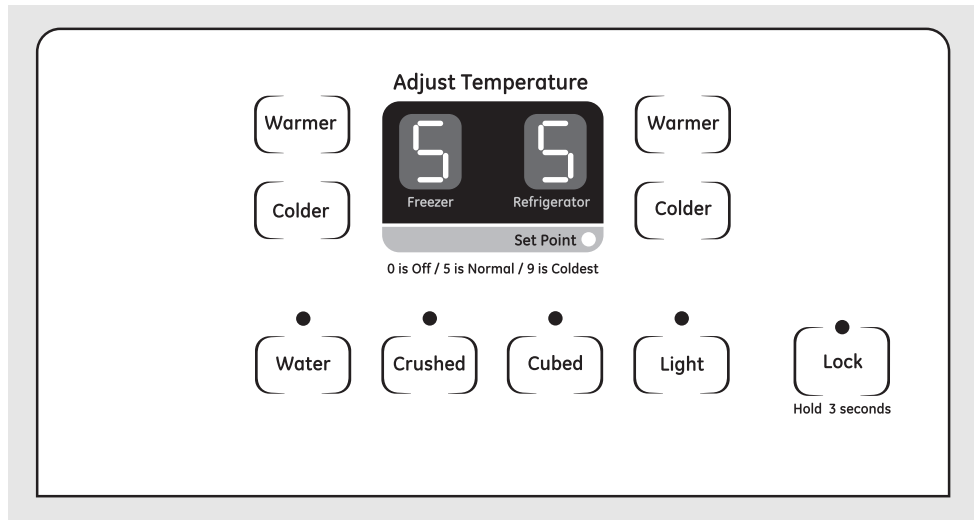 Adjust Temperature
Warmer
5 5
Warmer
Freezer Refrigerator
Colder
Colder
Set Point
0 is Off / 5 is Normal / 9 is Coldest
Water
Crushed
Cubed
Light
Lock
Hold 3 seconds